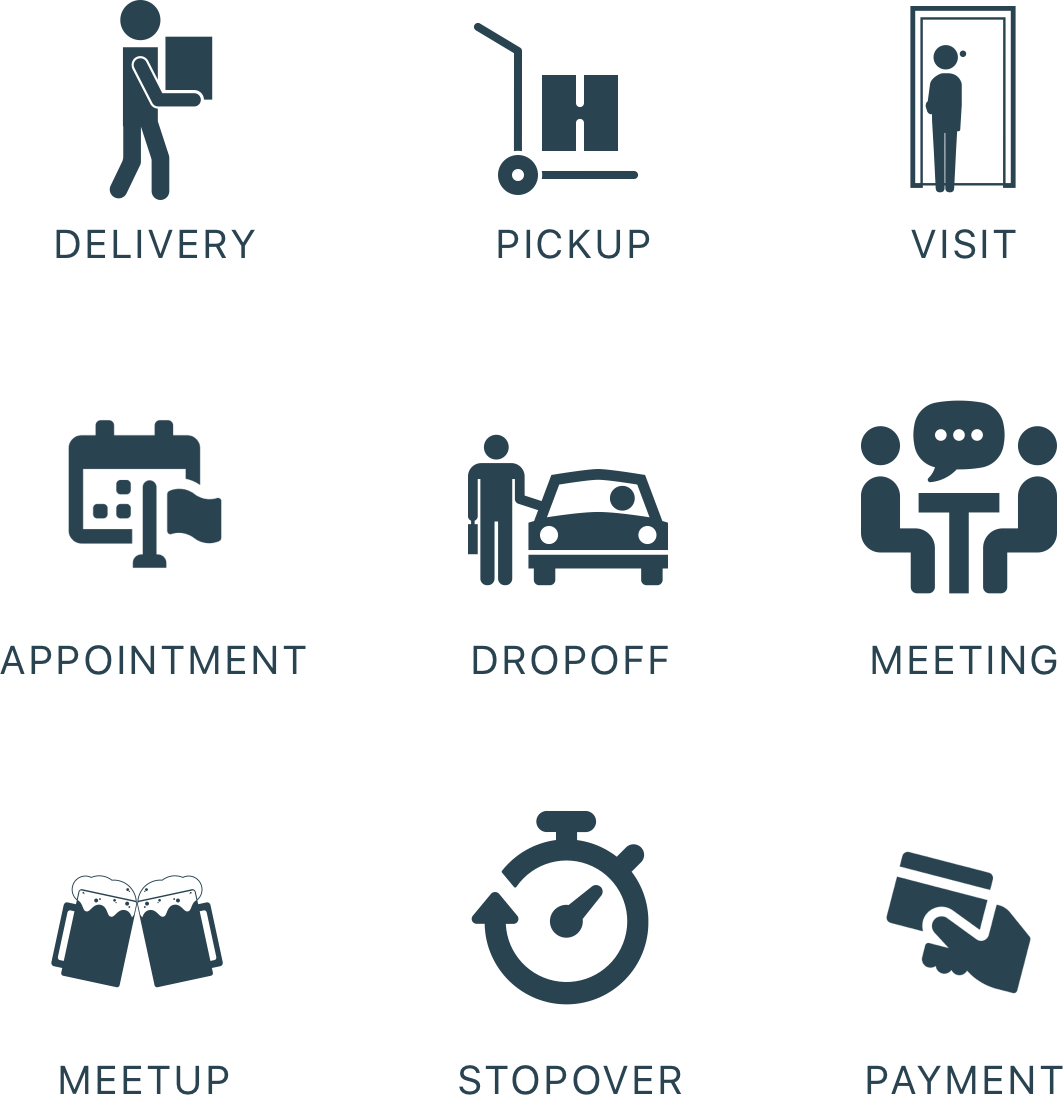 DELIVERY
PICKUP
VISIT
APPOINTMENT
DROPOFF
MEETING
MEETUP
STOPOVER
PAYMENT